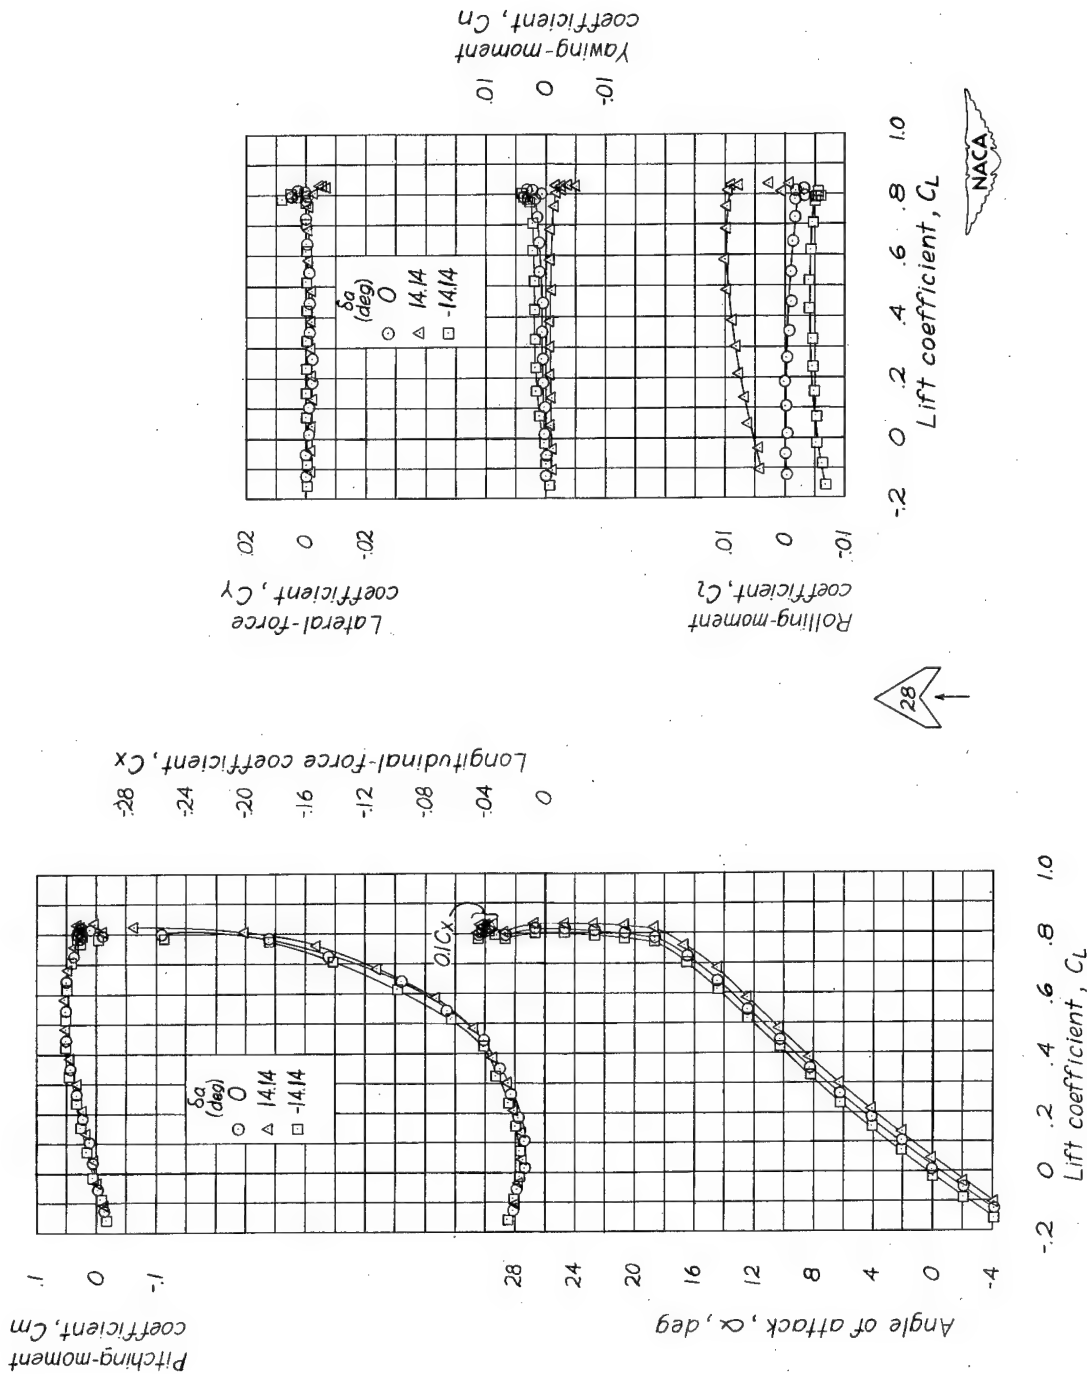 Pitching-moment
coefficient, Cm
.1
0
-.1
Longitudinal-force coefficient, Cx
-.28
-.24
-.20
-.16
-.12
-.08
-.04
0
δa
(deg)
0
14.14
-14.14
0.1Cx
Angle of attack, α, deg
28
24
20
16
12
8
4
0
-4
-.2 0 .2 .4 .6 .8 1.0
Lift coefficient, CL
28
Lateral-force
coefficient, CY
.02
0
-.02
δa
(deg)
0
14.14
-14.14
Yawing-moment
coefficient, Cn
.01
0
-.01
Rolling-moment
coefficient, Cl
.01
0
-.01
-.2 0 .2 .4 .6 .8 1.0
Lift coefficient, CL
NACA